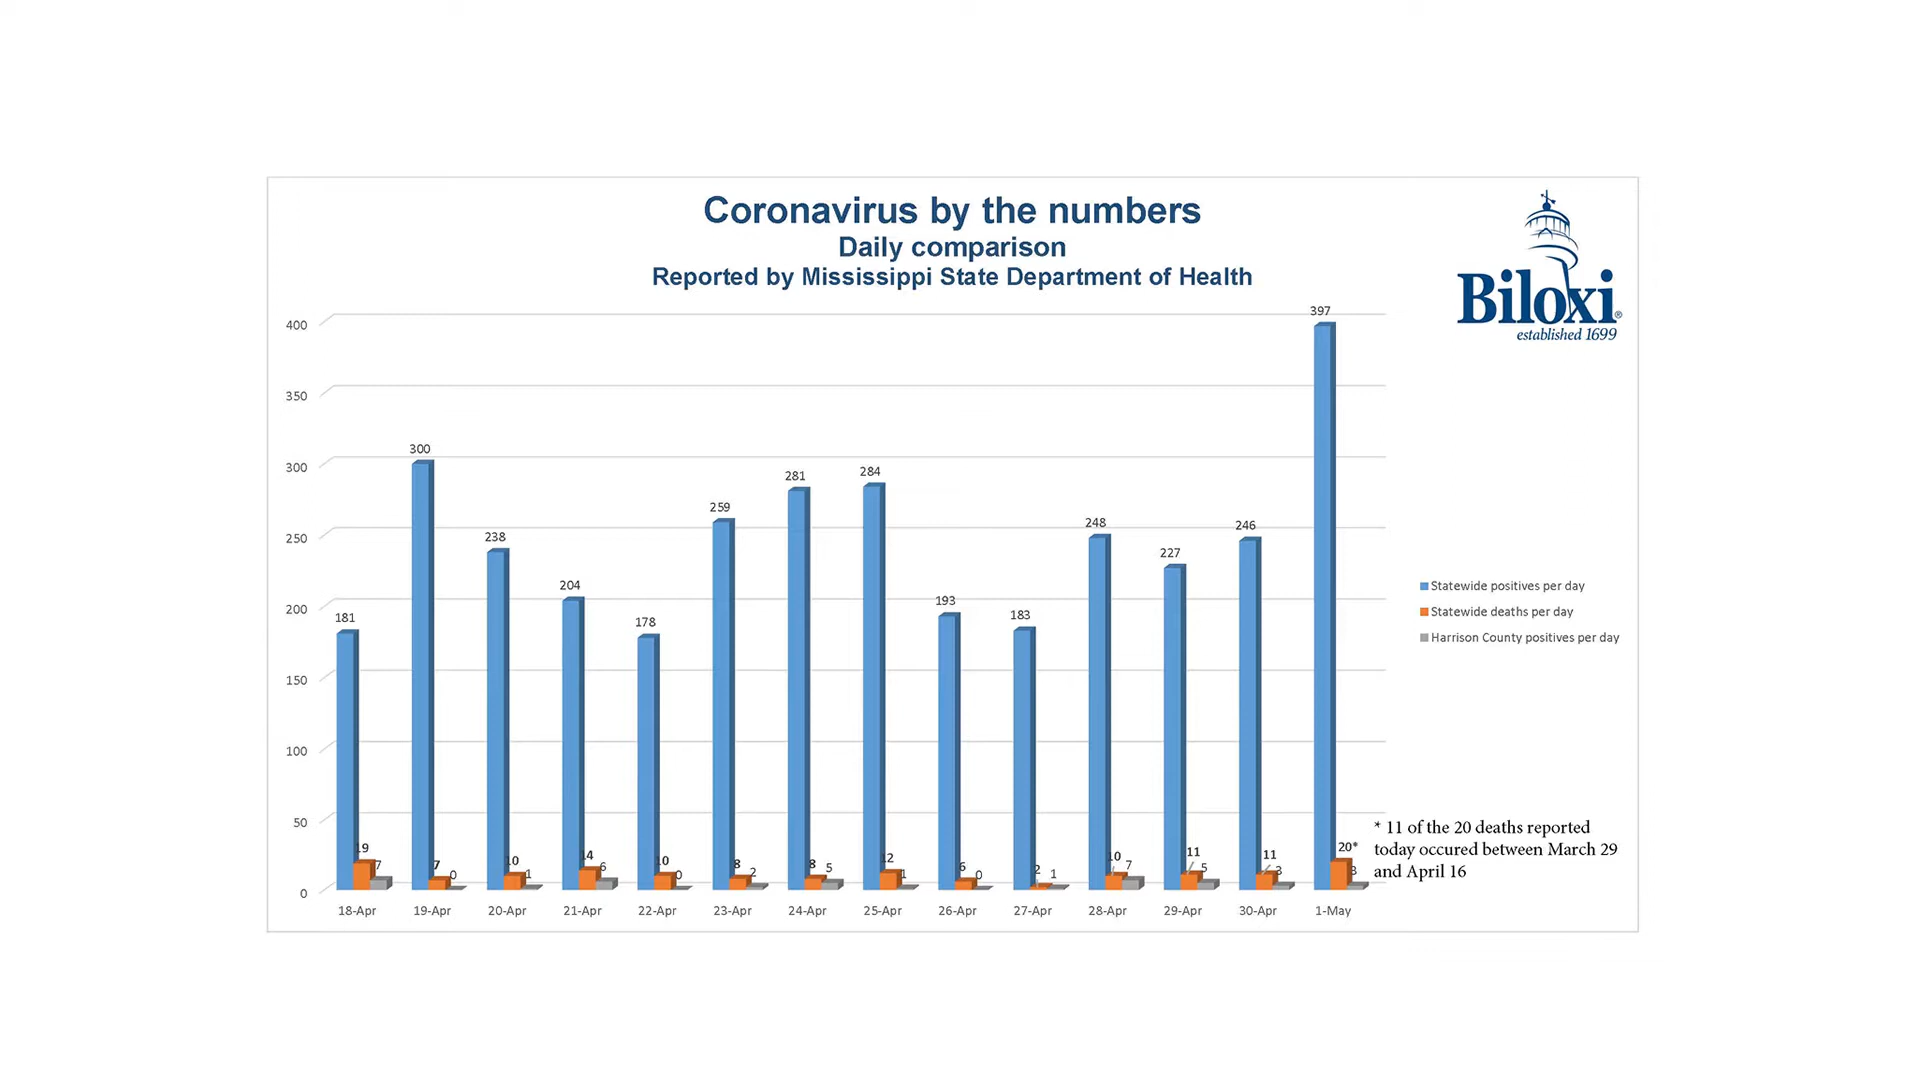 Coronavirus by the numbers
Daily comparison
Reported by Mississippi State Department of Health
Biloxi®
established 1699
400
350
300
250
200
150
100
50
0
181
300
238
204
178
259
281
284
193
183
248
227
246
397
19
7
10
14
10
8
8
12
6
2
10
11
11
20*
7
0
1
6
0
2
5
1
0
1
7
5
3
3
18-Apr
19-Apr
20-Apr
21-Apr
22-Apr
23-Apr
24-Apr
25-Apr
26-Apr
27-Apr
28-Apr
29-Apr
30-Apr
1-May
Statewide positives per day
Statewide deaths per day
Harrison County positives per day
* 11 of the 20 deaths reported
today occured between March 29
and April 16